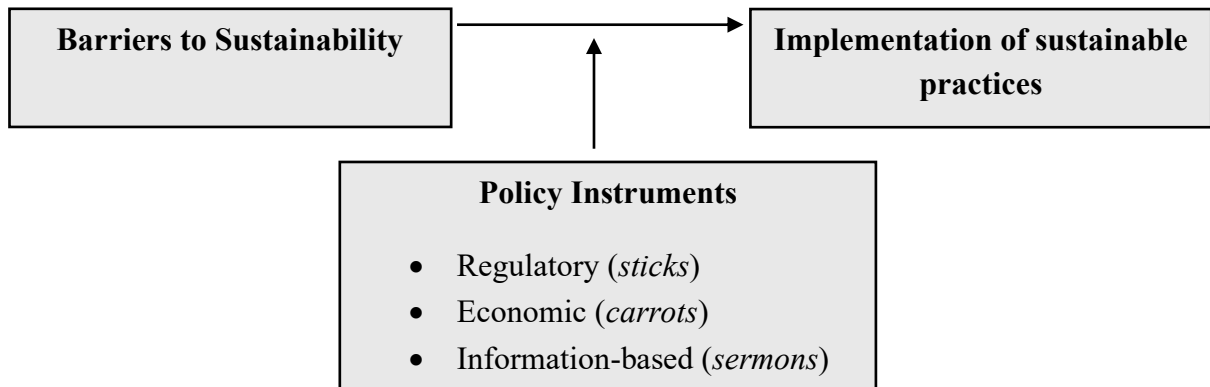 Barriers to Sustainability
Implementation of sustainable
practices
Policy Instruments
• Regulatory (sticks)
• Economic (carrots)
• Information-based (sermons)